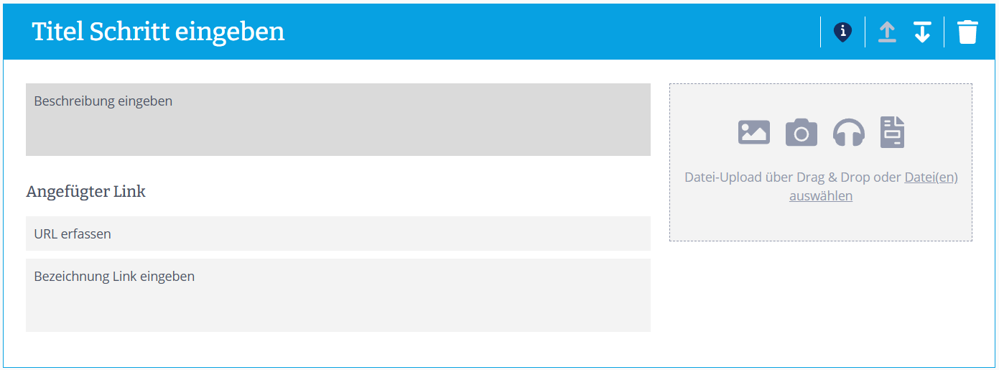 Titel Schritt eingeben
Beschreibung eingeben
Angefügter Link
URL erfassen
Bezeichnung Link eingeben
Datei-Upload über Drag & Drop oder Datei(en)
auswählen